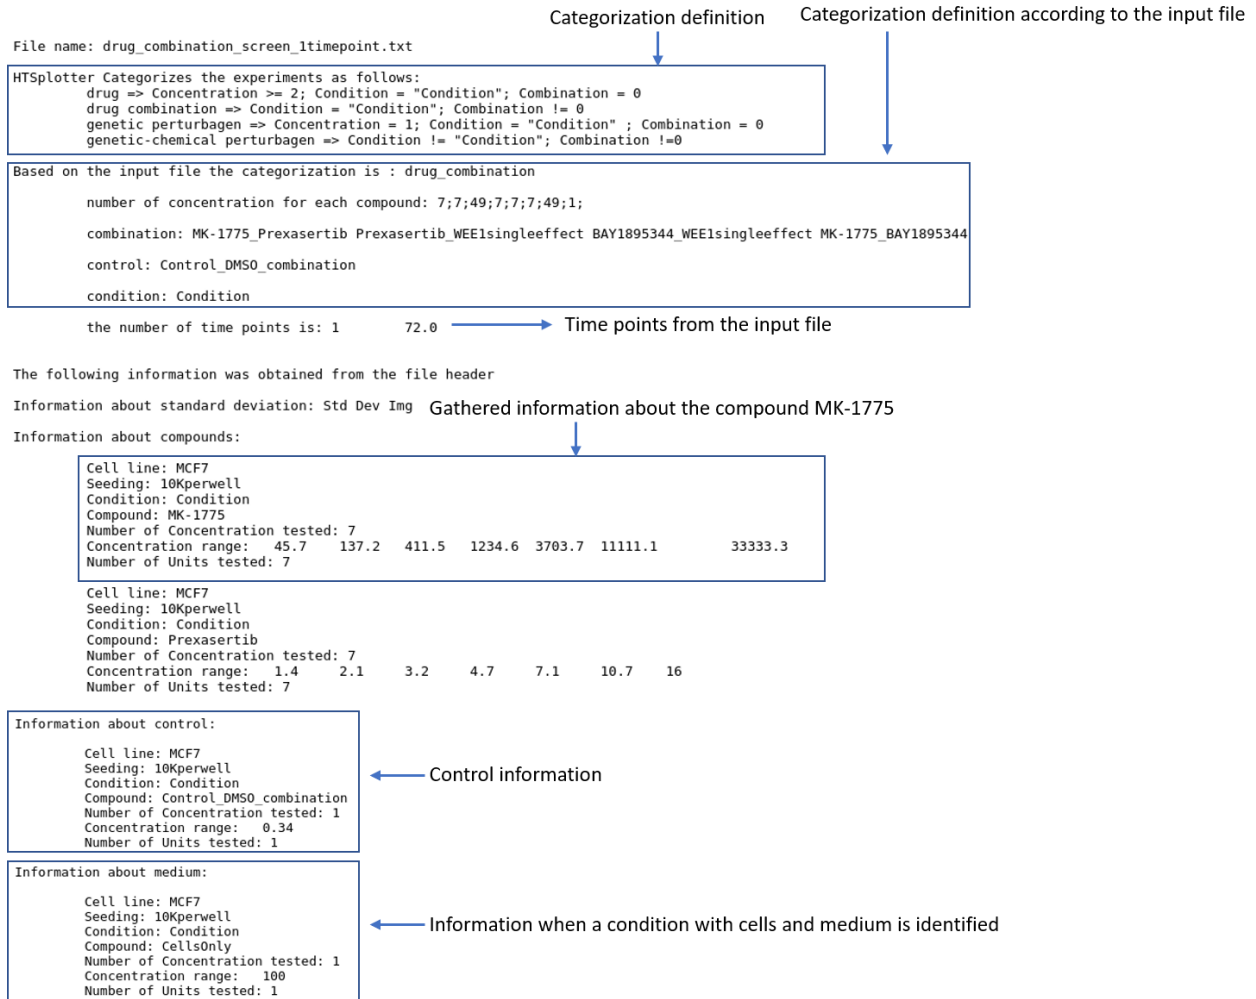 Categorization definition
Categorization definition according to the input file
File name: drug_combination_screen_1timepoint.txt
HTSplotter Categorizes the experiments as follows:
drug => Concentration >= 2; Condition = "Condition"; Combination = 0
drug combination => Condition = "Condition"; Combination != 0
genetic perturbagen => Concentration = 1; Condition = "Condition" ; Combination = 0
genetic-chemical perturbagen => Condition != "Condition"; Combination !=0
Based on the input file the categorization is : drug_combination
number of concentration for each compound: 7;7;49;7;7;7;49;1;
combination: MK-1775_Prexasertib Prexasertib_WEE1singleeffect BAY1895344_WEE1singleeffect MK-1775_BAY1895344
control: Control_DMSO_combination
condition: Condition
the number of time points is: 1 72.0
Time points from the input file
The following information was obtained from the file header
Information about standard deviation: Std Dev Img
Gathered information about the compound MK-1775
Information about compounds:
Cell line: MCF7
Seeding: 10Kperwell
Condition: Condition
Compound: MK-1775
Number of Concentration tested: 7
Concentration range: 45.7 137.2 411.5 1234.6 3703.7 11111.1 33333.3
Number of Units tested: 7
Cell line: MCF7
Seeding: 10Kperwell
Condition: Condition
Compound: Prexasertib
Number of Concentration tested: 7
Concentration range: 1.4 2.1 3.2 4.7 7.1 10.7 16
Number of Units tested: 7
Information about control:
Cell line: MCF7
Seeding: 10Kperwell
Condition: Condition
Compound: Control_DMSO_combination
Number of Concentration tested: 1
Concentration range: 0.34
Number of Units tested: 1
Control information
Information about medium:
Cell line: MCF7
Seeding: 10Kperwell
Condition: Condition
Compound: CellsOnly
Number of Concentration tested: 1
Concentration range: 100
Number of Units tested: 1
Information when a condition with cells and medium is identified